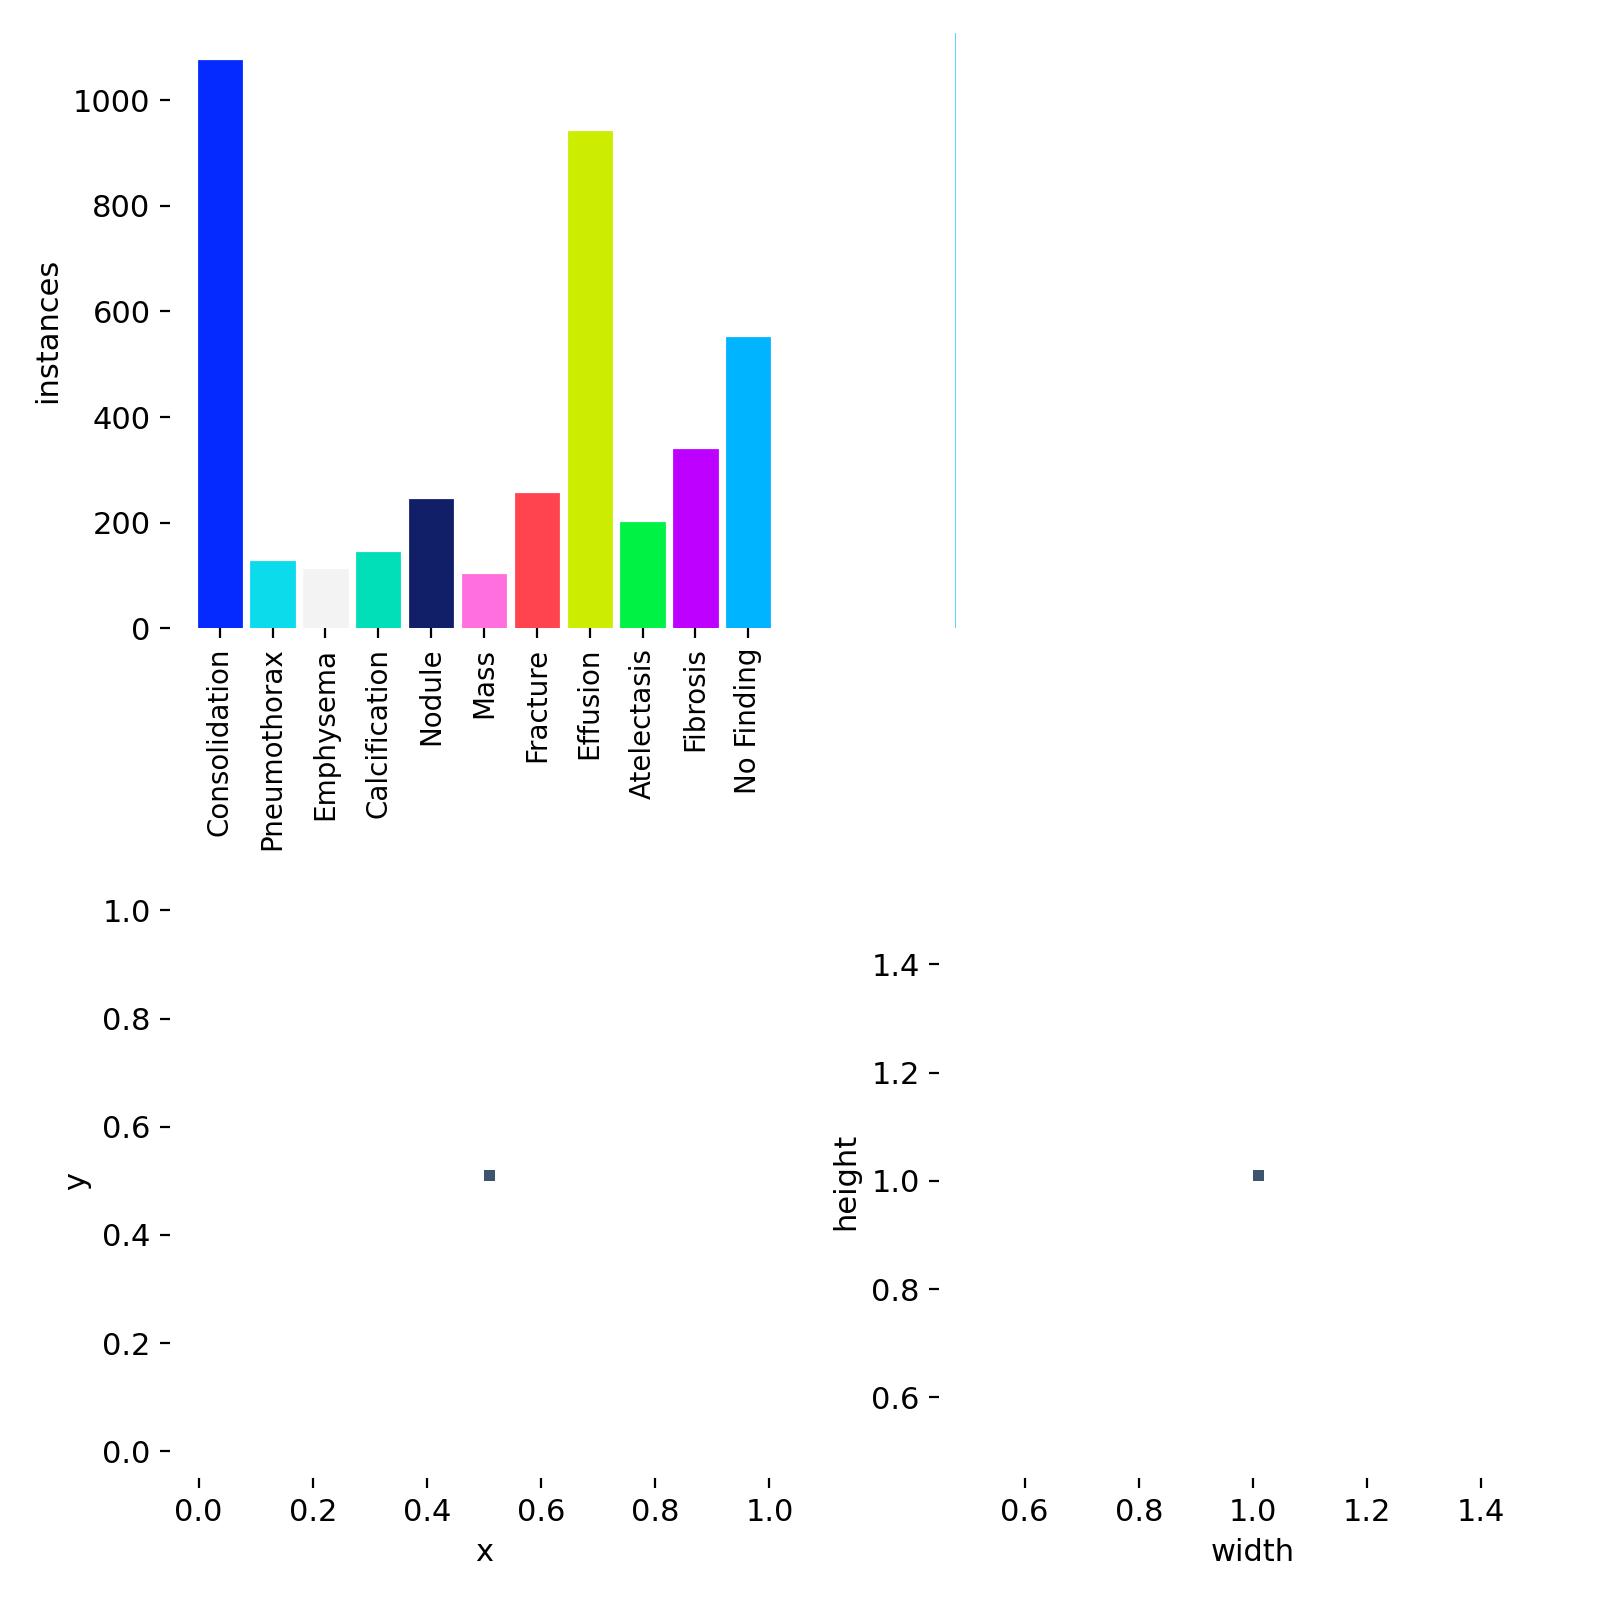 1000
800
600
400
200
0
instances
Consolidation
Pneumothorax
Emphysema
Calcification
Nodule
Mass
Fracture
Effusion
Atelectasis
Fibrosis
No Finding
1.0
0.8
0.6
0.4
0.2
0.0
y
0.0 0.2 0.4 0.6 0.8 1.0
x
1.4
1.2
1.0
0.8
0.6
height
0.6 0.8 1.0 1.2 1.4
width